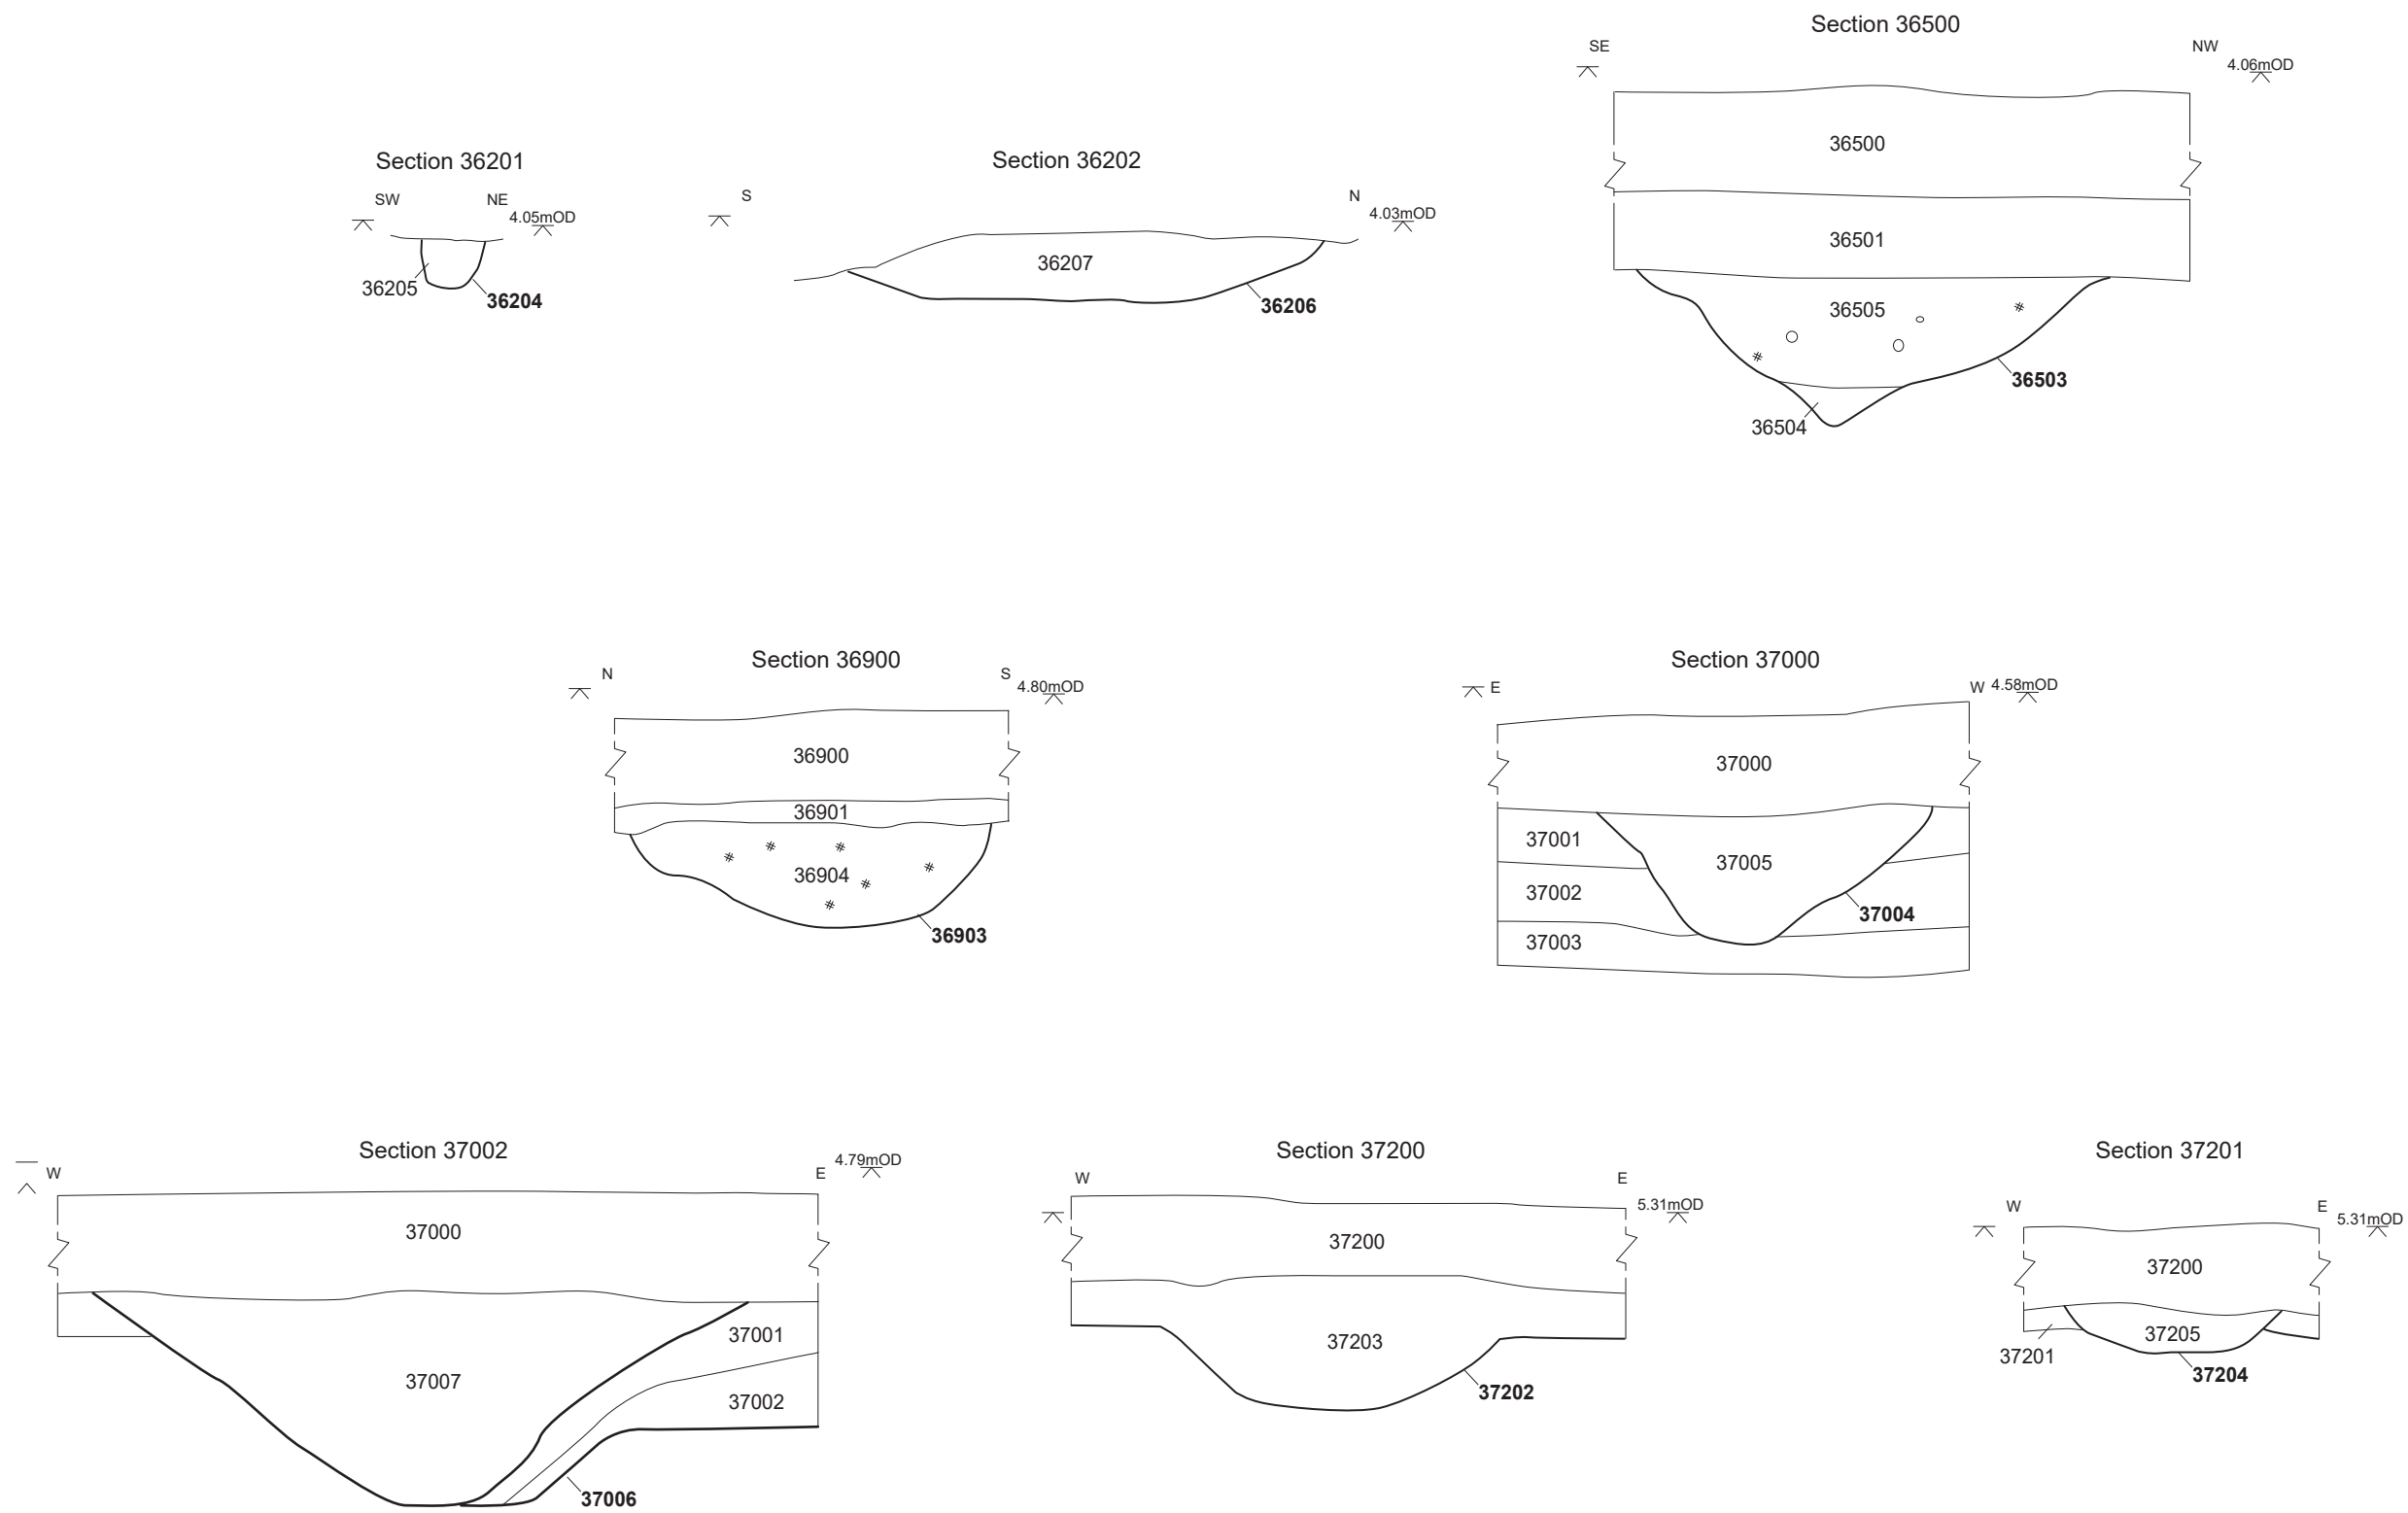 Section 36201
SW
NE
4.05mOD
36205
36204
Section 36202
S
N
4.03mOD
36207
36206
Section 36500
SE
NW
4.06mOD
36500
36501
36505
36503
36504
Section 36900
N
S
4.80mOD
36900
36901
36904
36903
Section 37000
E
W
4.58mOD
37000
37001
37005
37002
37004
37003
Section 37002
W
E
4.79mOD
37000
37001
37007
37002
37006
Section 37200
W
E
5.31mOD
37200
37203
37202
Section 37201
W
E
5.31mOD
37200
37205
37201
37204